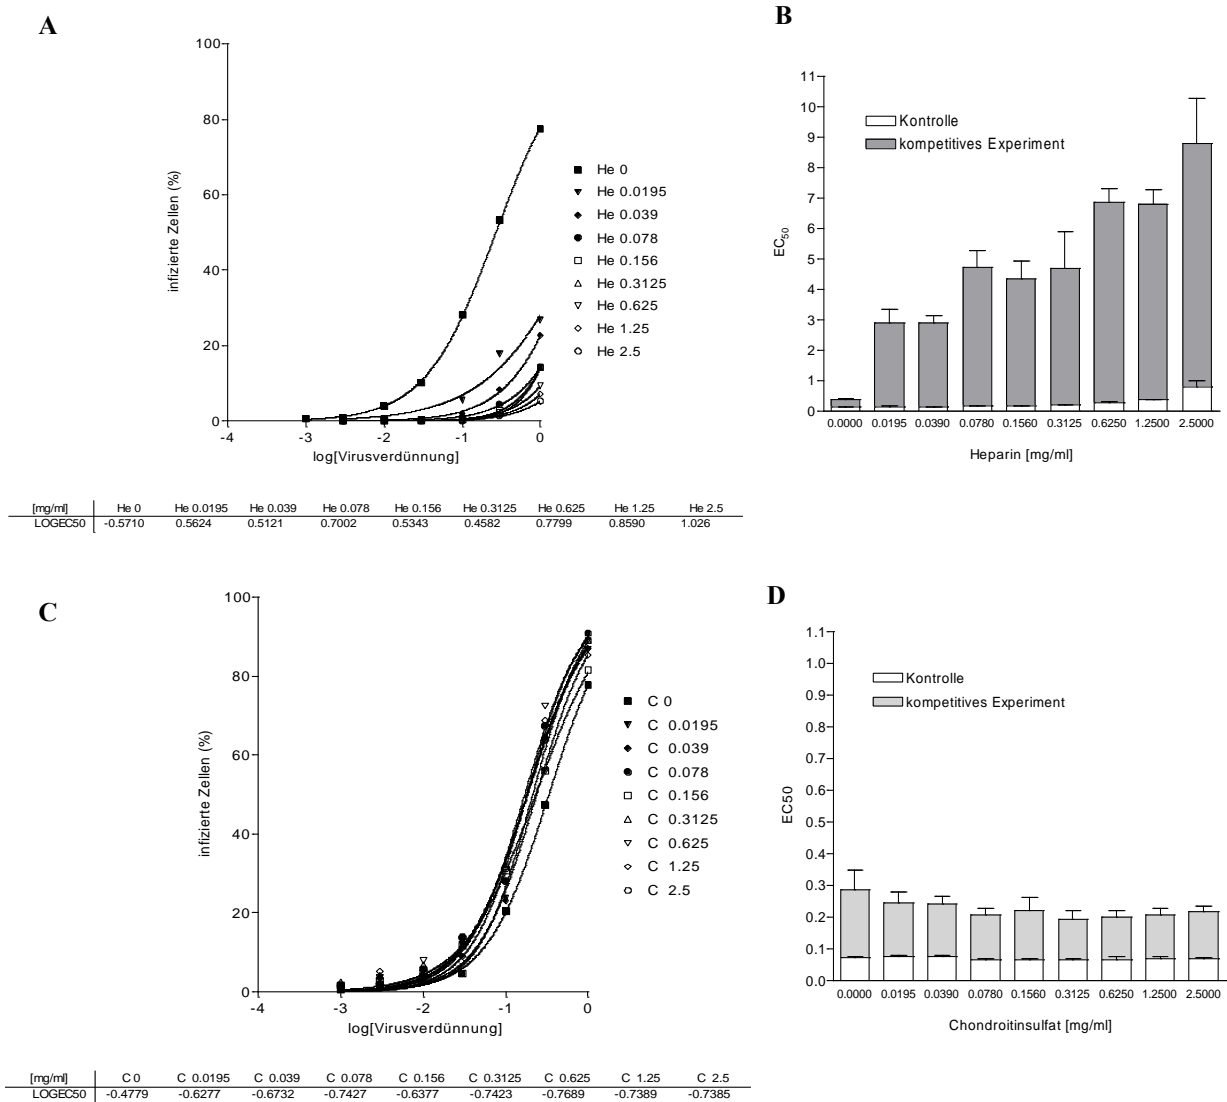 A
infizierte Zellen (%)
100
80
60
40
20
0
-4 -3 -2 -1 0
log[Virusverdünnung]
He 0
He 0.0195
He 0.039
He 0.078
He 0.156
He 0.3125
He 0.625
He 1.25
He 2.5
[mg/ml] He 0 He 0.0195 He 0.039 He 0.078 He 0.156 He 0.3125 He 0.625 He 1.25 He 2.5
LOGEC50 -0.5710 0.5624 0.5121 0.7002 0.5343 0.4582 0.7799 0.8590 1.026
B
EC50
11
10
9
8
7
6
5
4
3
2
1
0
Kontrolle
kompetitives Experiment
0.0000 0.0195 0.0390 0.0780 0.1560 0.3125 0.6250 1.2500 2.5000
Heparin [mg/ml]
C
infizierte Zellen (%)
100
80
60
40
20
0
-4 -3 -2 -1 0
log[Virusverdünnung]
C 0
C 0.0195
C 0.039
C 0.078
C 0.156
C 0.3125
C 0.625
C 1.25
C 2.5
[mg/ml] C 0 C 0.0195 C 0.039 C 0.078 C 0.156 C 0.3125 C 0.625 C 1.25 C 2.5
LOGEC50 -0.4779 -0.6277 -0.6732 -0.7427 -0.6377 -0.7423 -0.7689 -0.7389 -0.7385
D
EC50
1.1
1.0
0.9
0.8
0.7
0.6
0.5
0.4
0.3
0.2
0.1
0.0
Kontrolle
kompetitives Experiment
0.0000 0.0195 0.0390 0.0780 0.1560 0.3125 0.6250 1.2500 2.5000
Chondroitinsulfat [mg/ml]